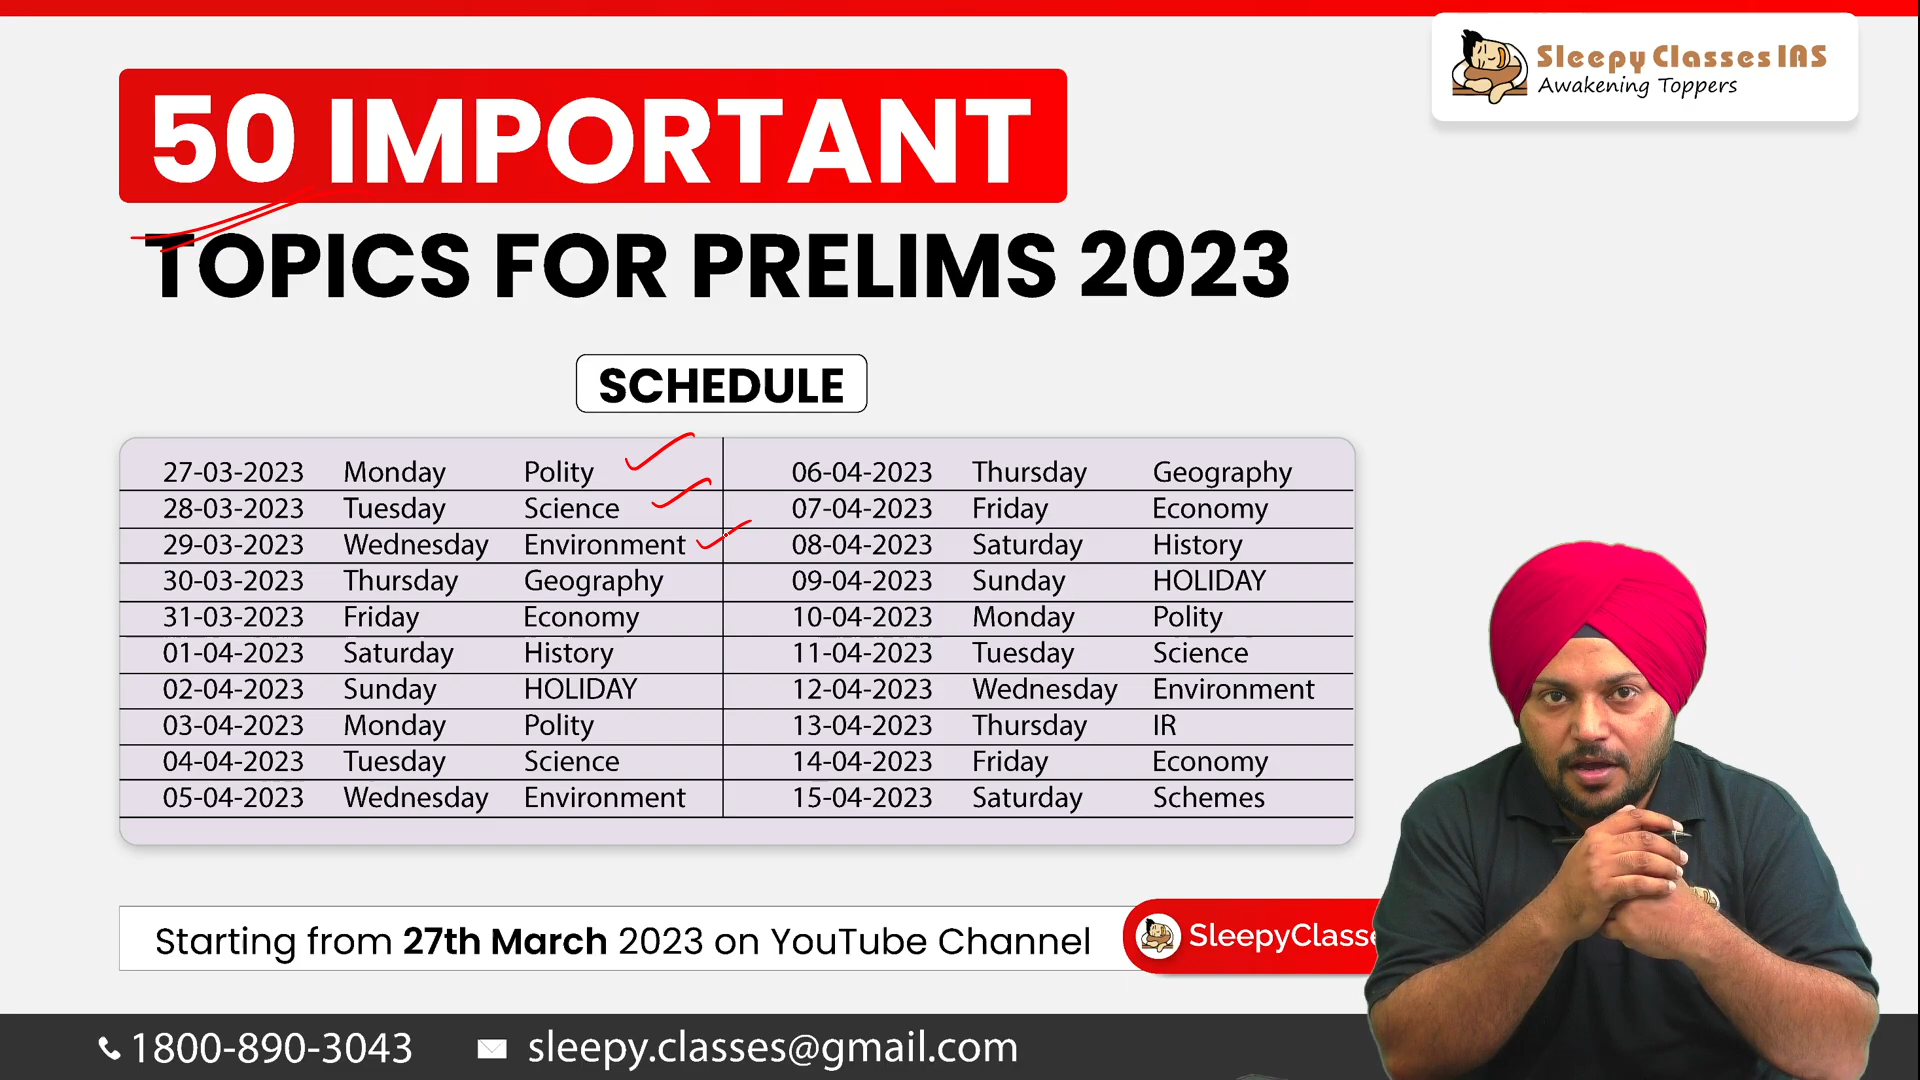 Sleepy Classes IAS
Awakening Toppers
50 IMPORTANT
TOPICS FOR PRELIMS 2023
SCHEDULE
27-03-2023 Monday Polity
28-03-2023 Tuesday Science
29-03-2023 Wednesday Environment
30-03-2023 Thursday Geography
31-03-2023 Friday Economy
01-04-2023 Saturday History
02-04-2023 Sunday HOLIDAY
03-04-2023 Monday Polity
04-04-2023 Tuesday Science
05-04-2023 Wednesday Environment
06-04-2023 Thursday Geography
07-04-2023 Friday Economy
08-04-2023 Saturday History
09-04-2023 Sunday HOLIDAY
10-04-2023 Monday Polity
11-04-2023 Tuesday Science
12-04-2023 Wednesday Environment
13-04-2023 Thursday IR
14-04-2023 Friday Economy
15-04-2023 Saturday Schemes
Starting from 27th March 2023 on YouTube Channel
1800-890-3043
sleepy.classes@gmail.com